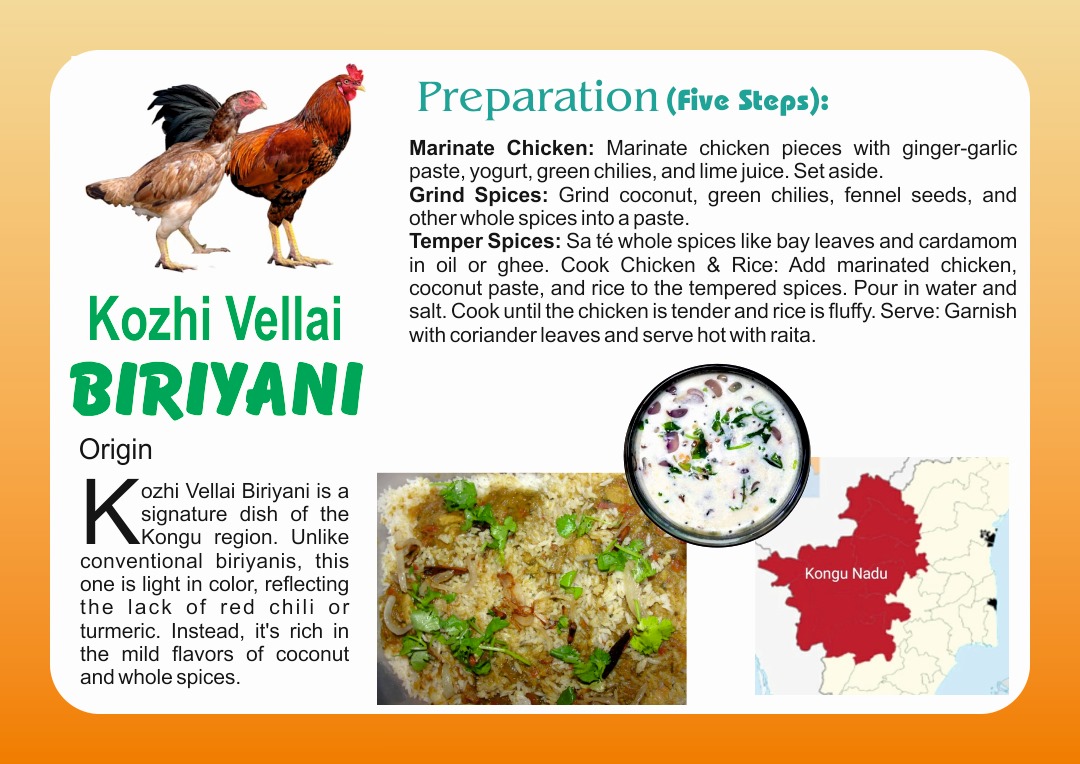 Kozhi Vellai
BIRIYANI
Origin
Kozhi Vellai Biriyani is a
signature dish of the
Kongu region. Unlike
conventional biriyanis, this
one is light in color, reflecting
the lack of red chili or
turmeric. Instead, it's rich in
the mild flavors of coconut
and whole spices.
Preparation (Five Steps):
Marinate Chicken: Marinate chicken pieces with ginger-garlic
paste, yogurt, green chilies, and lime juice. Set aside.
Grind Spices: Grind coconut, green chilies, fennel seeds, and
other whole spices into a paste.
Temper Spices: Sa té whole spices like bay leaves and cardamom
in oil or ghee. Cook Chicken & Rice: Add marinated chicken,
coconut paste, and rice to the tempered spices. Pour in water and
salt. Cook until the chicken is tender and rice is fluffy. Serve: Garnish
with coriander leaves and serve hot with raita.
Kongu Nadu